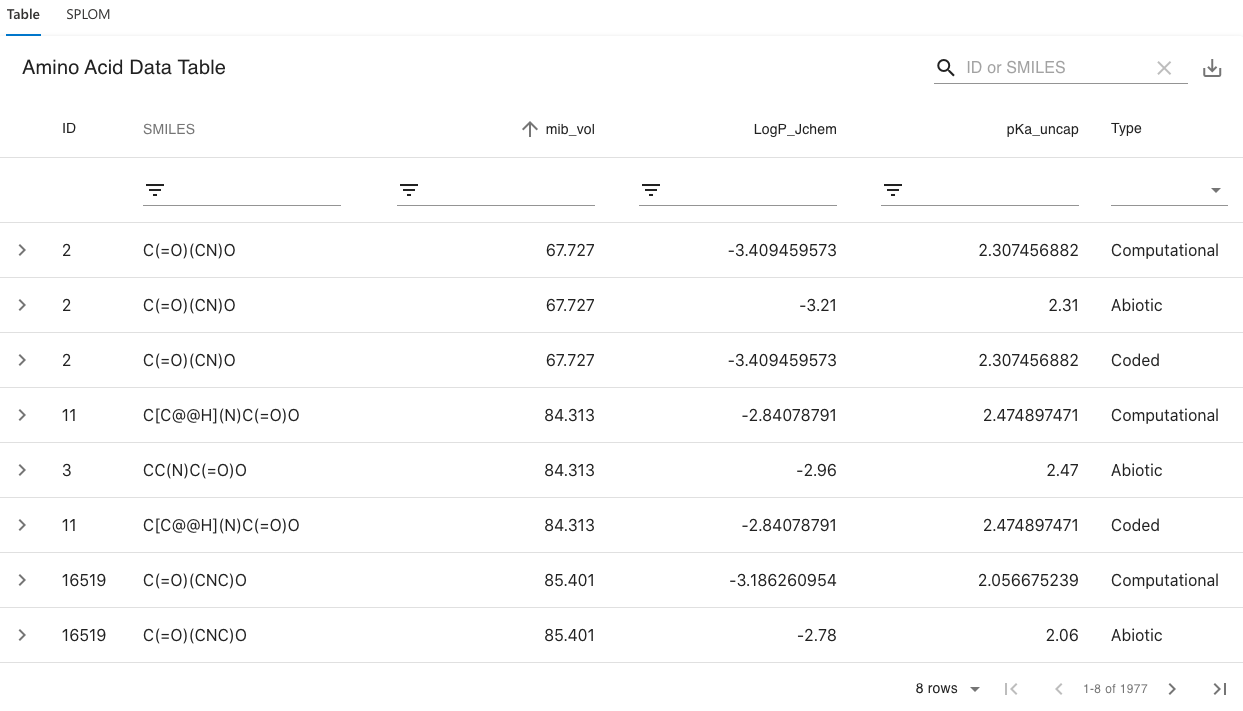 Table SPLOM
Amino Acid Data Table
ID or SMILES
ID SMILES mib_vol LogP_Jchem pKa_uncap Type
2 C(=O)(CN)O 67.727 -3.409459573 2.307456882 Computational
2 C(=O)(CN)O 67.727 -3.21 2.31 Abiotic
2 C(=O)(CN)O 67.727 -3.409459573 2.307456882 Coded
11 C[C@@H](N)C(=O)O 84.313 -2.84078791 2.474897471 Computational
3 CC(N)C(=O)O 84.313 -2.96 2.47 Abiotic
11 C[C@@H](N)C(=O)O 84.313 -2.84078791 2.474897471 Coded
16519 C(=O)(CNC)O 85.401 -3.186260954 2.056675239 Computational
16519 C(=O)(CNC)O 85.401 -2.78 2.06 Abiotic
8 rows 1-8 of 1977